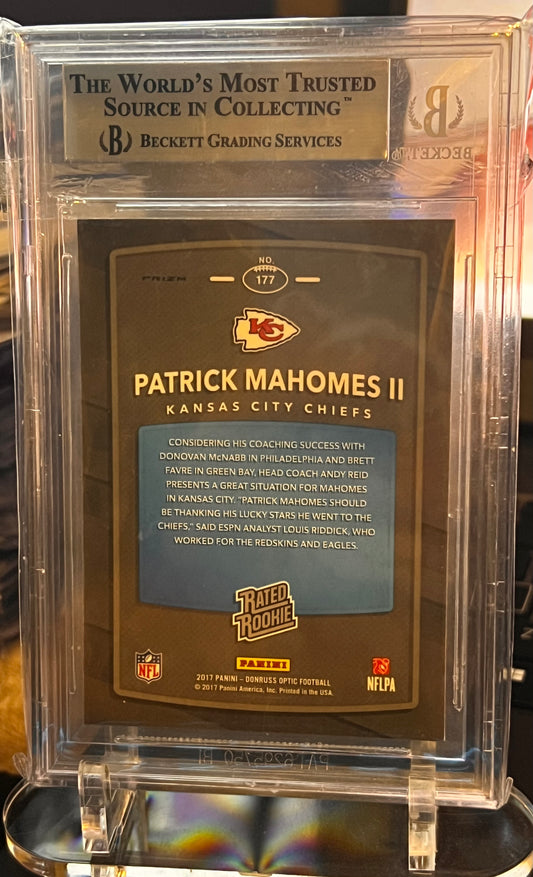 THE WORLD'S MOST TRUSTED
SOURCE IN COLLECTING™
(B) BECKETT GRADING SERVICES
B
BECKETT
NO.
177
PRIZM
KC
PATRICK MAHOMES II
KANSAS CITY CHIEFS
CONSIDERING HIS COACHING SUCCESS WITH
DONOVAN McNABB IN PHILADELPHIA AND BRETT
FAVRE IN GREEN BAY, HEAD COACH ANDY REID
PRESENTS A GREAT SITUATION FOR MAHOMES
IN KANSAS CITY. "PATRICK MAHOMES SHOULD
BE THANKING HIS LUCKY STARS HE WENT TO THE
CHIEFS," SAID ESPN ANALYST LOUIS RIDDICK, WHO
WORKED FOR THE REDSKINS AND EAGLES.
RATED
ROOKIE
NFL
PANINI
NFLPA
2017 PANINI – DONRUSS OPTIC FOOTBALL
© 2017 Panini America, Inc. Printed in the USA.